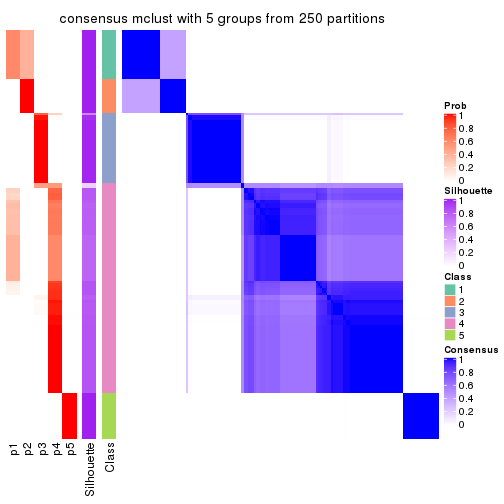 consensus mclust with 5 groups from 250 partitions
Prob
1
0.8
0.6
0.4
0.2
0
Silhouette
1
0.8
0.6
0.4
0.2
0
Class
1
2
3
4
5
Consensus
1
0.8
0.6
0.4
0.2
0
p1
p2
p3
p4
p5
Silhouette
Class